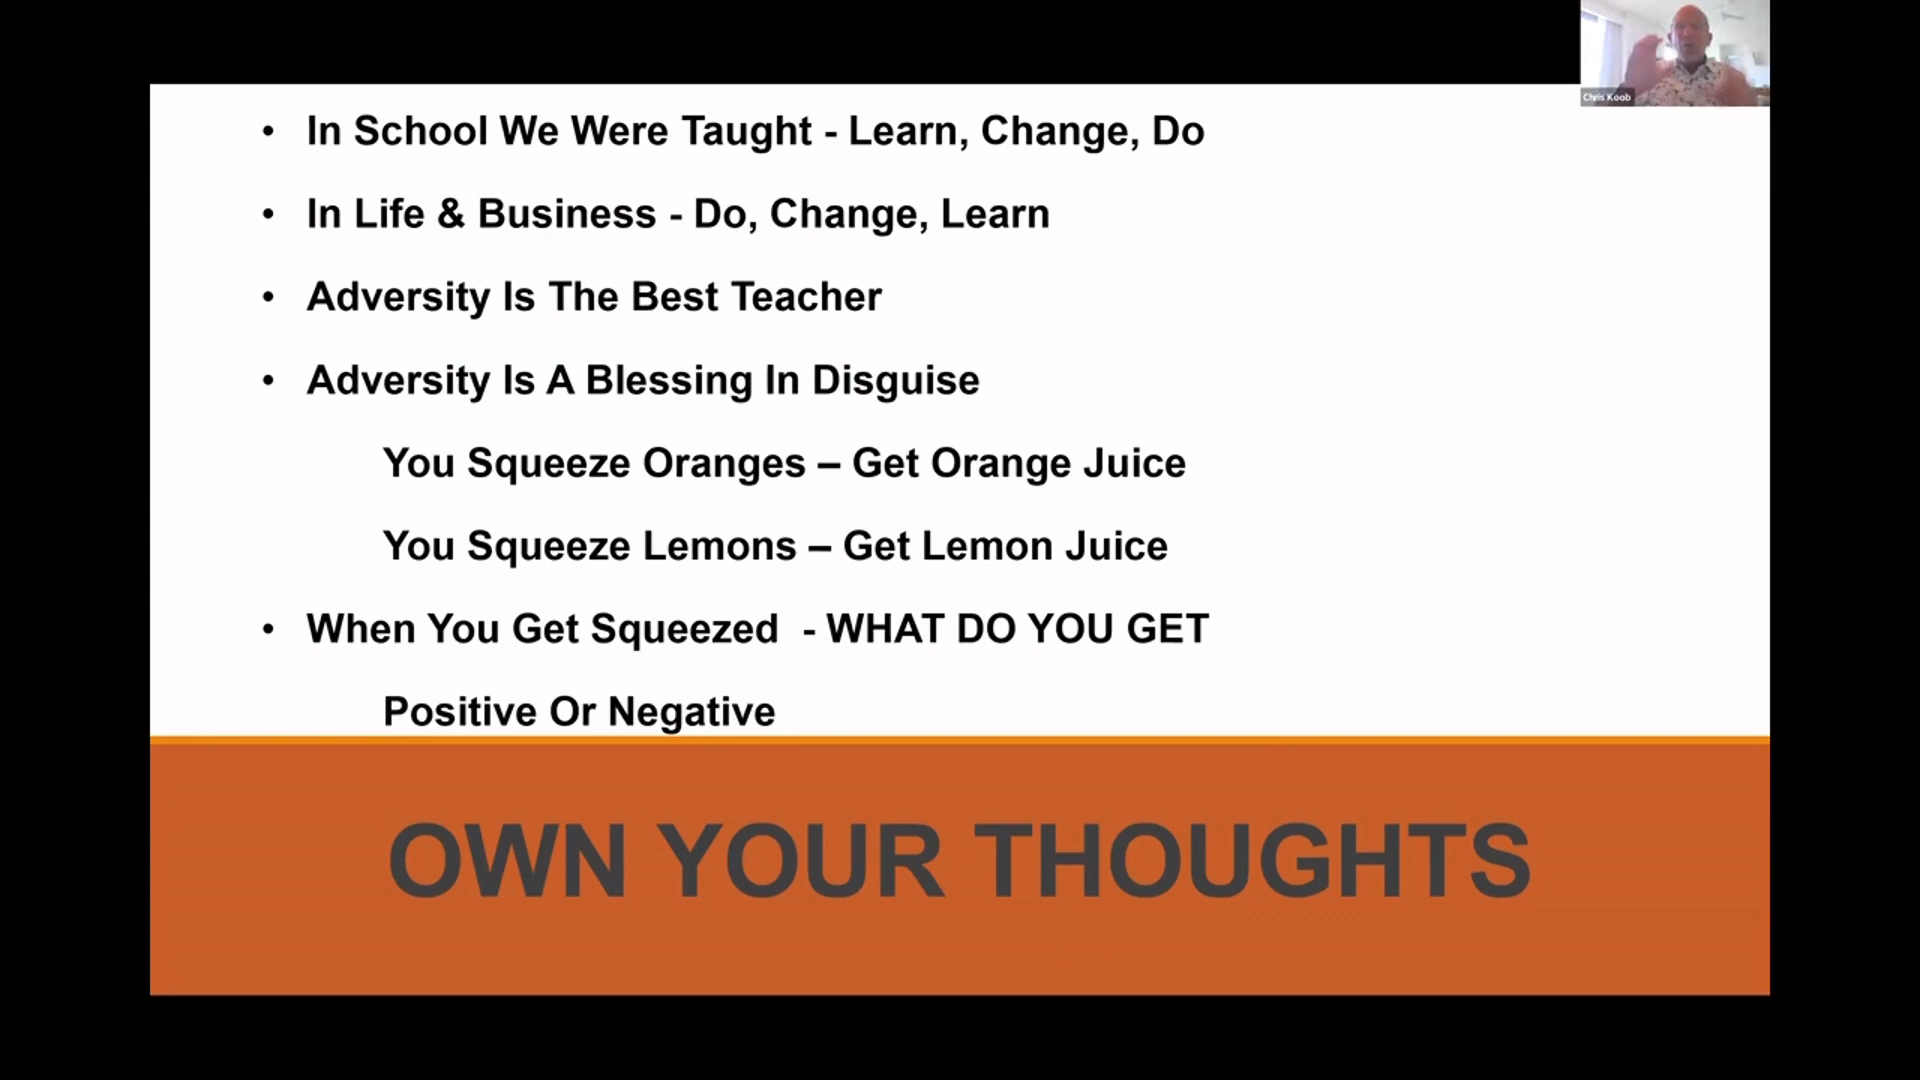 Chris Koob
• In School We Were Taught - Learn, Change, Do
• In Life & Business - Do, Change, Learn
• Adversity Is The Best Teacher
• Adversity Is A Blessing In Disguise
You Squeeze Oranges – Get Orange Juice
You Squeeze Lemons – Get Lemon Juice
• When You Get Squeezed - WHAT DO YOU GET
Positive Or Negative
OWN YOUR THOUGHTS